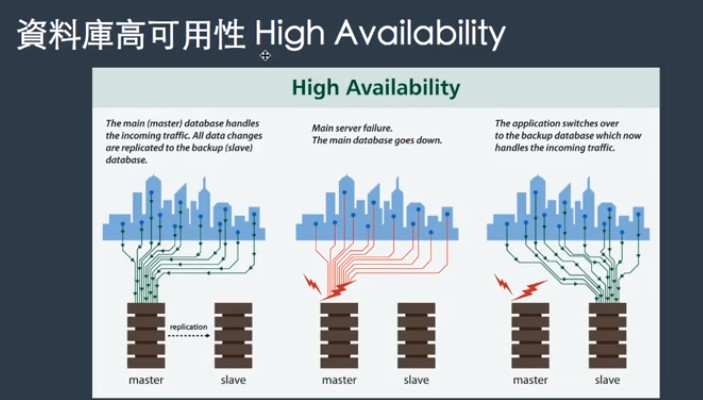 資料庫高可用性 High Availability
High Availability
The main (master) database handles
the incoming traffic. All data changes
are replicated to the backup (slave)
database.
Main server failure.
The main database goes down.
The application switches over
to the backup database which now
handles the incoming traffic.
replication
master
slave
master
slave
master
slave